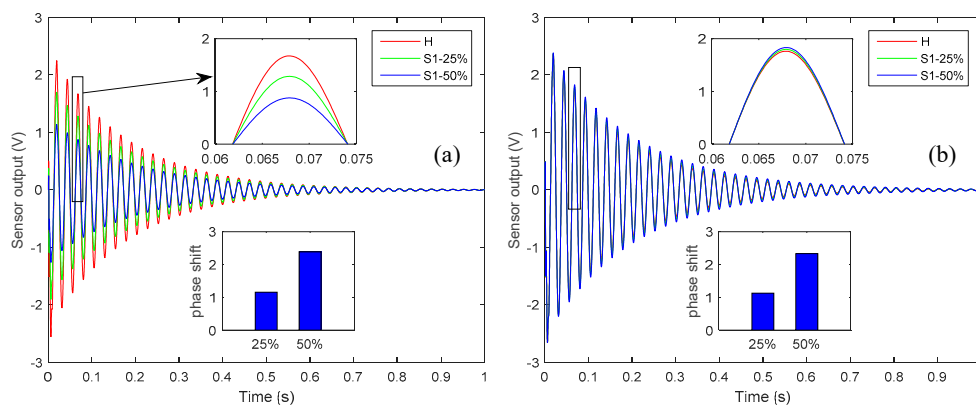 3
2
1
0
-1
-2
-3
Sensor output (V)
0 0.1 0.2 0.3 0.4 0.5 0.6 0.7 0.8 0.9 1
Time (s)
H
S1-25%
S1-50%
2
1
0
0.06 0.065 0.07 0.075
(a)
phase shift
3
2
1
0
25% 50%
3
2
1
0
-1
-2
-3
Sensor output (V)
0 0.1 0.2 0.3 0.4 0.5 0.6 0.7 0.8 0.9
Time (s)
H
S1-25%
S1-50%
2
1
0
0.06 0.065 0.07 0.075
(b)
phase shift
3
2
1
0
25% 50%